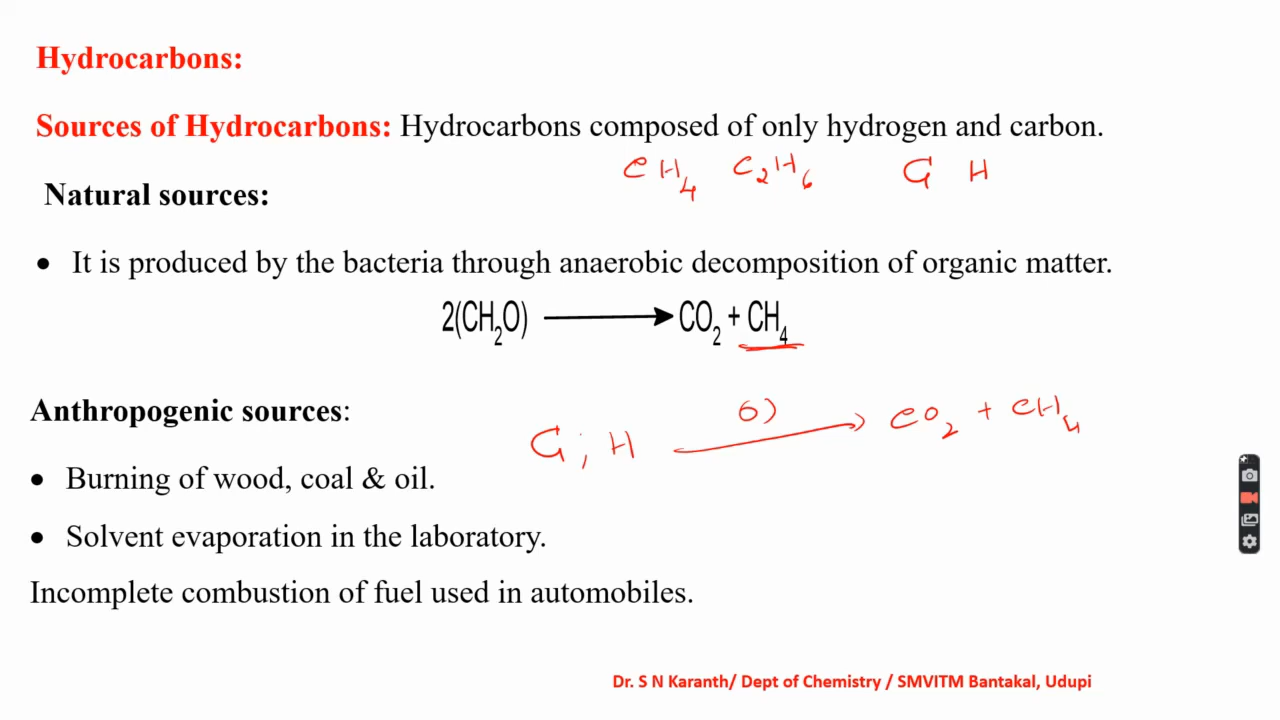 Hydrocarbons:
Sources of Hydrocarbons: Hydrocarbons composed of only hydrogen and carbon.
CH₄ C₂H₆ C H
Natural sources:
• It is produced by the bacteria through anaerobic decomposition of organic matter.
2(CH₂O) ⟶ CO₂ + CH₄
Anthropogenic sources:
C ; H ⟶ CO₂ + CH₄
• Burning of wood, coal & oil.
• Solvent evaporation in the laboratory.
Incomplete combustion of fuel used in automobiles.
Dr. S N Karanth/ Dept of Chemistry / SMVITM Bantakal, Udupi